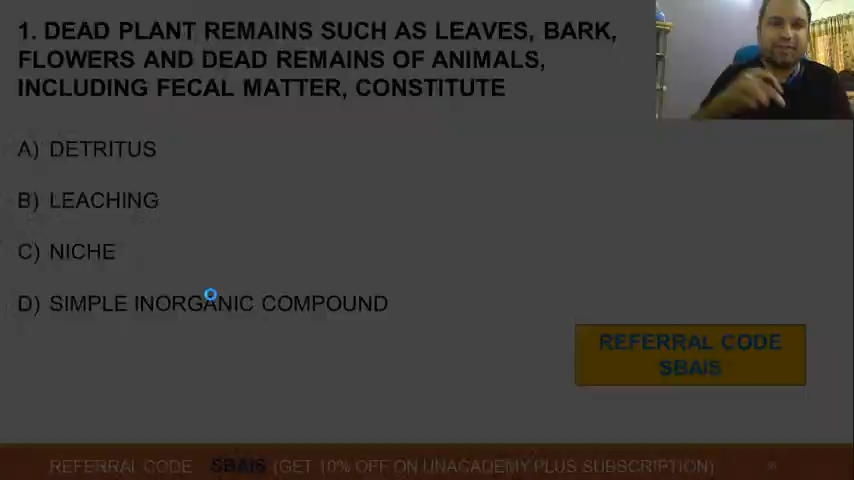 1. DEAD PLANT REMAINS SUCH AS LEAVES, BARK,
FLOWERS AND DEAD REMAINS OF ANIMALS,
INCLUDING FECAL MATTER, CONSTITUTE
A) DETRITUS
B) LEACHING
C) NICHE
D) SIMPLE INORGANIC COMPOUND
REFERRAL CODE
SBAIS
REFERRAL CODE SBAIS (GET 10% OFF ON UNACADEMY PLUS SUBSCRIPTION)